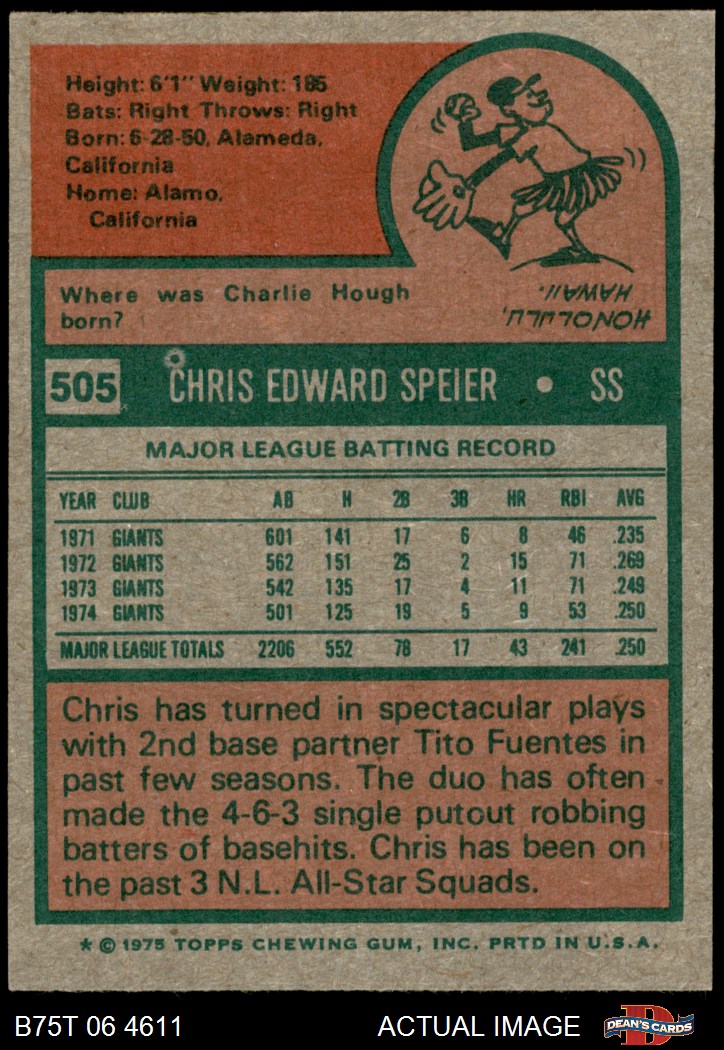 Height: 6'1" Weight: 185
Bats: Right Throws: Right
Born: 6-28-50, Alameda,
California
Home: Alamo,
California
Where was Charlie Hough
born?
HONOLULU,
HAWAII.
505 CHRIS EDWARD SPEIER • SS
MAJOR LEAGUE BATTING RECORD
YEAR CLUB AB H 2B 3B HR RBI AVG
1971 GIANTS 601 141 17 6 8 46 .235
1972 GIANTS 562 151 25 2 15 71 .269
1973 GIANTS 542 135 17 4 11 71 .249
1974 GIANTS 501 125 19 5 9 53 .250
MAJOR LEAGUE TOTALS 2206 552 78 17 43 241 .250
Chris has turned in spectacular plays
with 2nd base partner Tito Fuentes in
past few seasons. The duo has often
made the 4-6-3 single putout robbing
batters of basehits. Chris has been on
the past 3 N.L. All-Star Squads.
* © 1975 TOPPS CHEWING GUM, INC. PRTD IN U.S.A.
B75T 06 4611 ACTUAL IMAGE DEAN'S CARDS